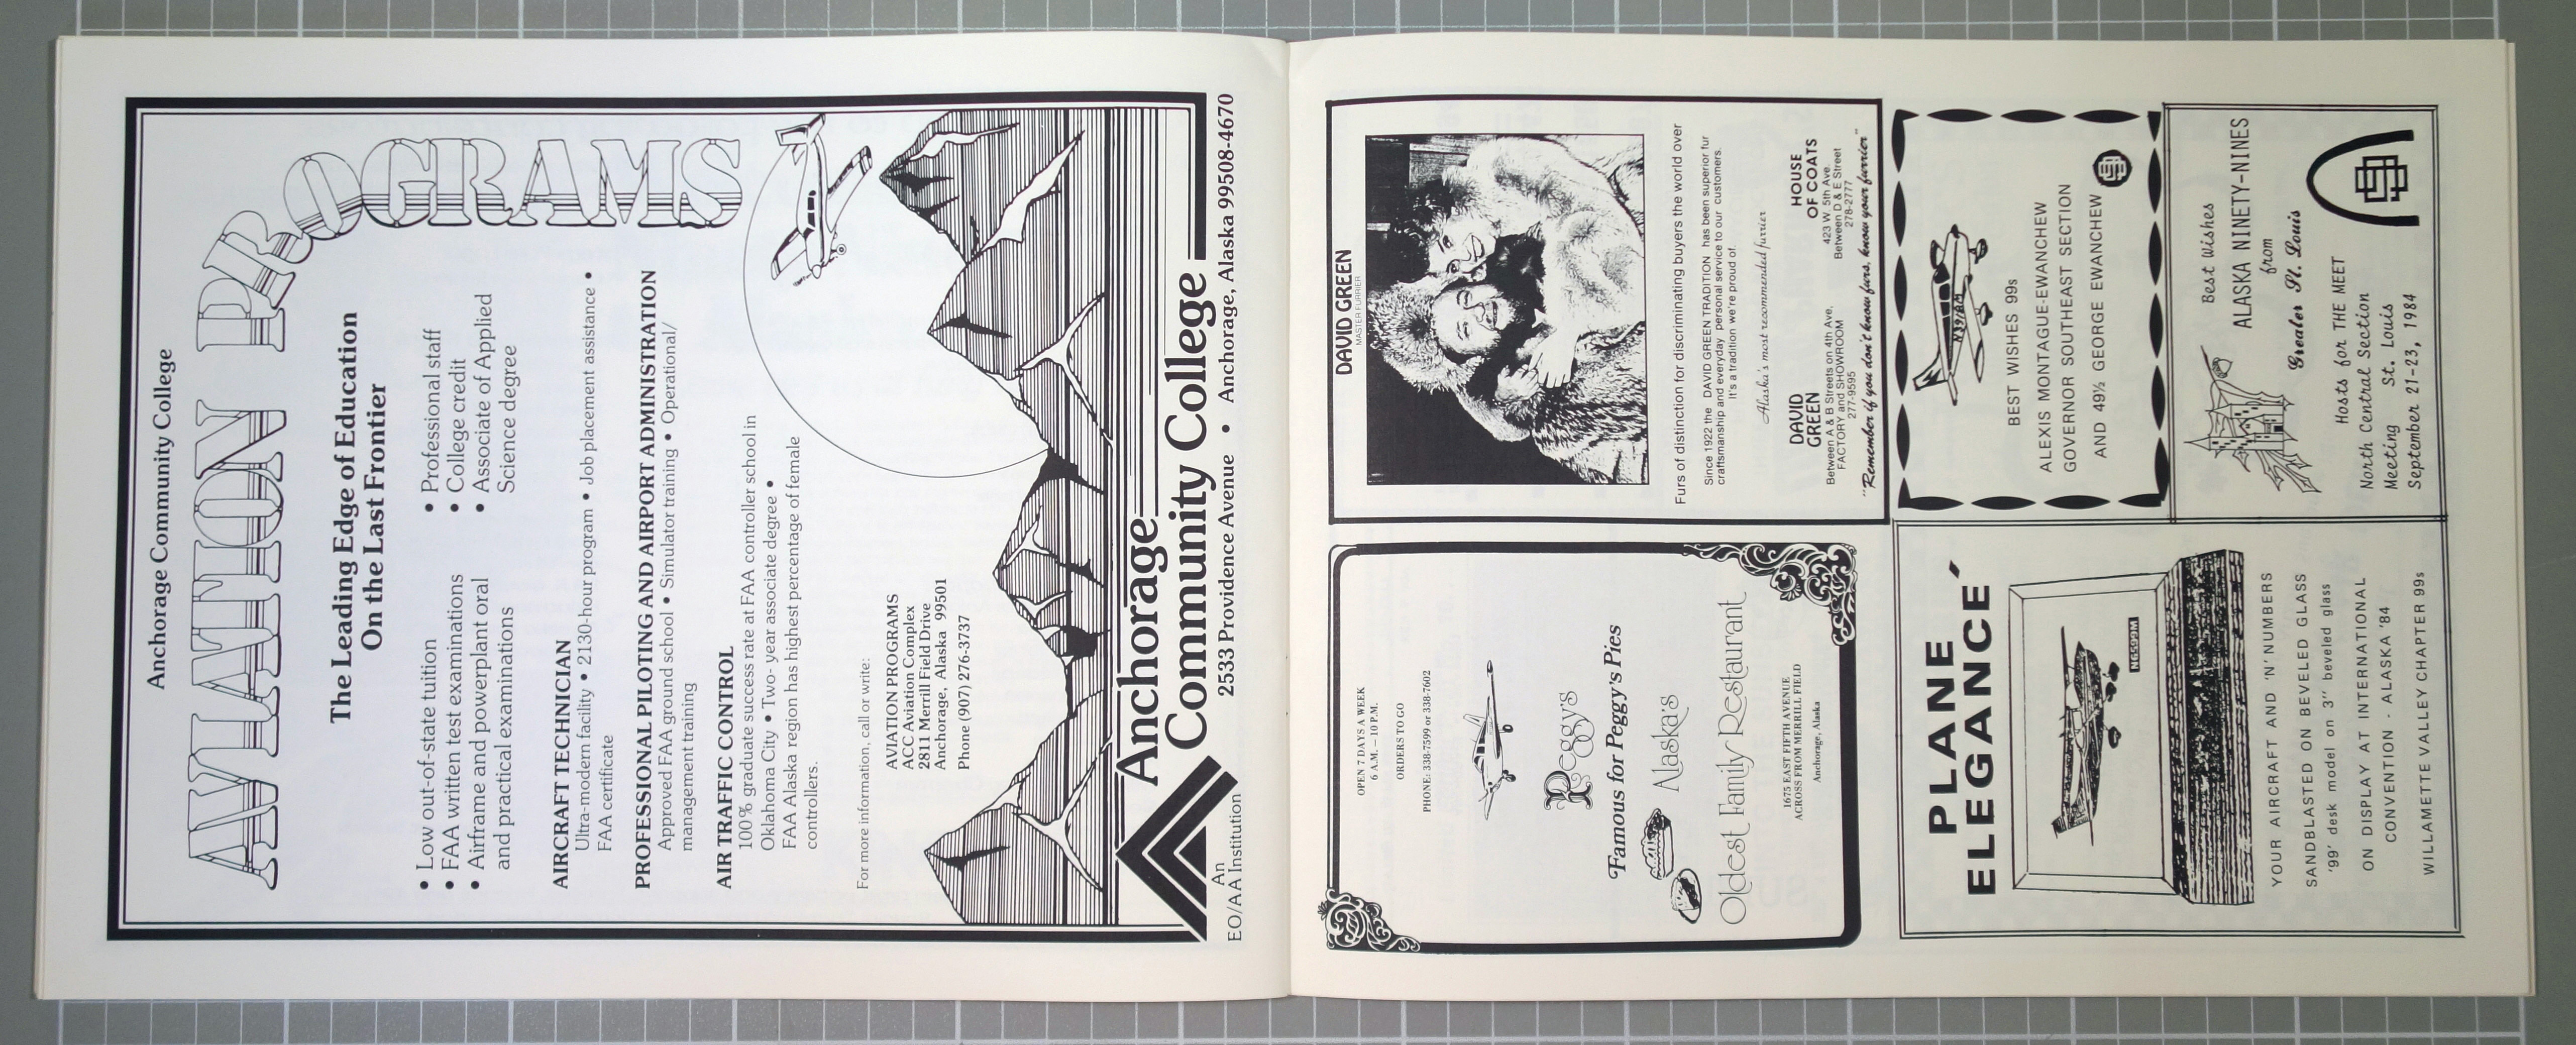 Anchorage Community College
AVIATION PROGRAMS
The Leading Edge of Education
On the Last Frontier
• Low out-of-state tuition
• FAA written test examinations
• Airframe and powerplant oral
and practical examinations
• Professional staff
• College credit
• Associate of Applied
Science degree
AIRCRAFT TECHNICIAN
Ultra-modern facility • 2130-hour program • Job placement assistance •
FAA certificate
PROFESSIONAL PILOTING AND AIRPORT ADMINISTRATION
Approved FAA ground school • Simulator training • Operational/
management training
AIR TRAFFIC CONTROL
100% graduate success rate at FAA controller school in
Oklahoma City • Two- year associate degree •
FAA Alaska region has highest percentage of female
controllers.
For more information, call or write:
AVIATION PROGRAMS
ACC Aviation Complex
2811 Merrill Field Drive
Anchorage, Alaska 99501
Phone (907) 276-3737
Anchorage
Community College
An
EO/AA Institution
2533 Providence Avenue • Anchorage, Alaska 99508-4670
OPEN 7 DAYS A WEEK
6 A.M. — 10 P.M.
ORDERS TO GO
PHONE: 338-7599 or 338-7602
Peggy's
Famous for Peggy's Pies
Alaska's
Oldest Family Restaurant
1675 EAST FIFTH AVENUE
ACROSS FROM MERRILL FIELD
Anchorage, Alaska
DAVID GREEN
MASTER FURRIER
Furs of distinction for discriminating buyers the world over
Since 1922 the DAVID GREEN TRADITION has been superior fur
craftsmanship and everyday personal service to our customers.
It's a tradition we're proud of.
Alaska's most recommended furrier
DAVID
GREEN
Between A & B Streets on 4th Ave.
FACTORY and SHOWROOM
277-9595
HOUSE
OF COATS
423 W. 5th Ave.
Between D & E Street
278-2777
"Remember if you don't know furs, know your furrier"
PLANE
ELEGANCE'
N6509M
YOUR AIRCRAFT AND 'N' NUMBERS
SANDBLASTED ON BEVELED GLASS
'99' desk model on 3" beveled glass
ON DISPLAY AT INTERNATIONAL
CONVENTION - ALASKA '84
WILLAMETTE VALLEY CHAPTER 99s
BEST WISHES 99s
ALEXIS MONTAGUE-EWANCHEW
GOVERNOR SOUTHEAST SECTION
AND 49½ GEORGE EWANCHEW
Best Wishes
ALASKA NINETY-NINES
from
Greater St. Louis
Hosts for THE MEET
North Central Section
Meeting St. Louis
September 21-23, 1984